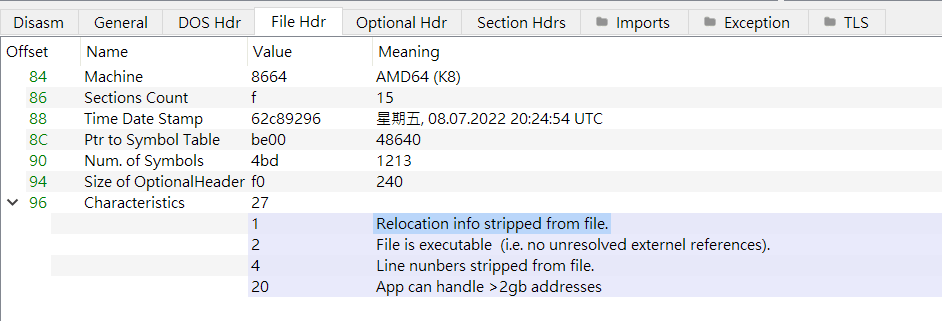 Disasm General DOS Hdr File Hdr Optional Hdr Section Hdrs Imports Exception TLS
Offset Name Value Meaning
84 Machine 8664 AMD64 (K8)
86 Sections Count f 15
88 Time Date Stamp 62c89296 星期五, 08.07.2022 20:24:54 UTC
8C Ptr to Symbol Table be00 48640
90 Num. of Symbols 4bd 1213
94 Size of OptionalHeader f0 240
96 Characteristics 27
1 Relocation info stripped from file.
2 File is executable (i.e. no unresolved externel references).
4 Line nunbers stripped from file.
20 App can handle >2gb addresses